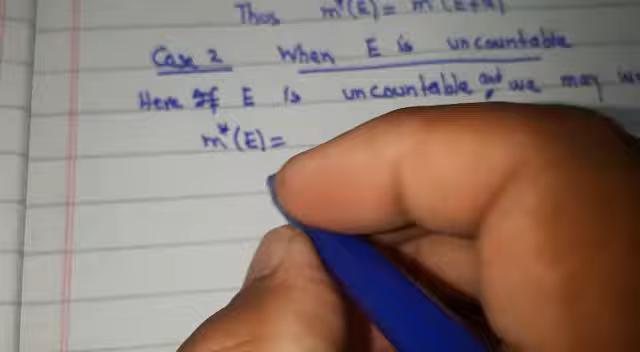 Thus m*(E) = m*(E+x)
Case 2 When E is uncountable
Here If E is uncountable and we may
m*(E) =